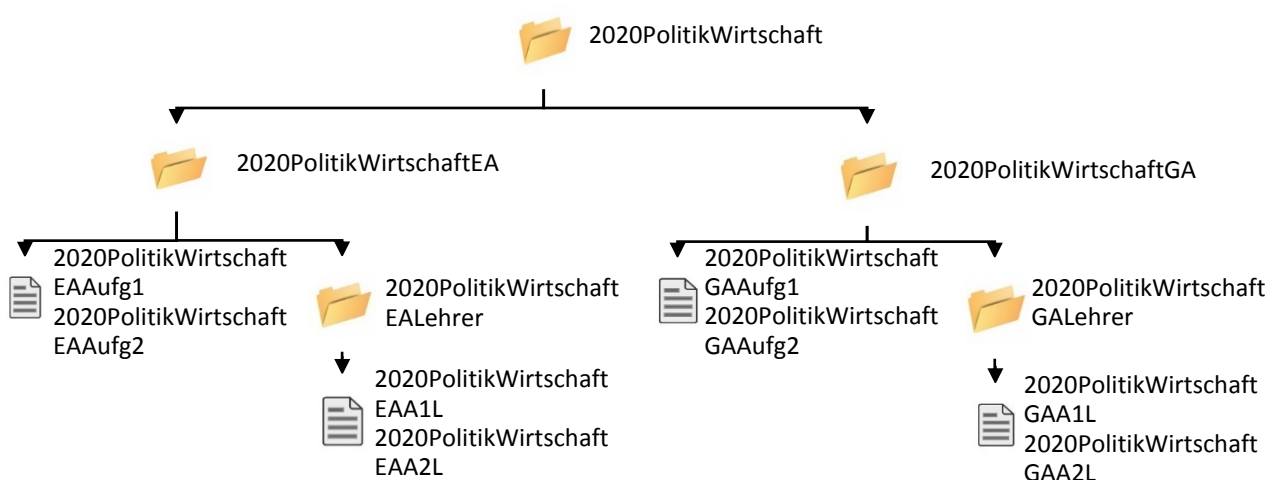 2020PolitikWirtschaft
2020PolitikWirtschaftEA
2020PolitikWirtschaftGA
2020PolitikWirtschaft
EAAufg1
2020PolitikWirtschaft
EAAufg2
2020PolitikWirtschaft
EALehrer
2020PolitikWirtschaft
GAAufg1
2020PolitikWirtschaft
GAAufg2
2020PolitikWirtschaft
GALehrer
2020PolitikWirtschaft
EAA1L
2020PolitikWirtschaft
EAA2L
2020PolitikWirtschaft
GAA1L
2020PolitikWirtschaft
GAA2L